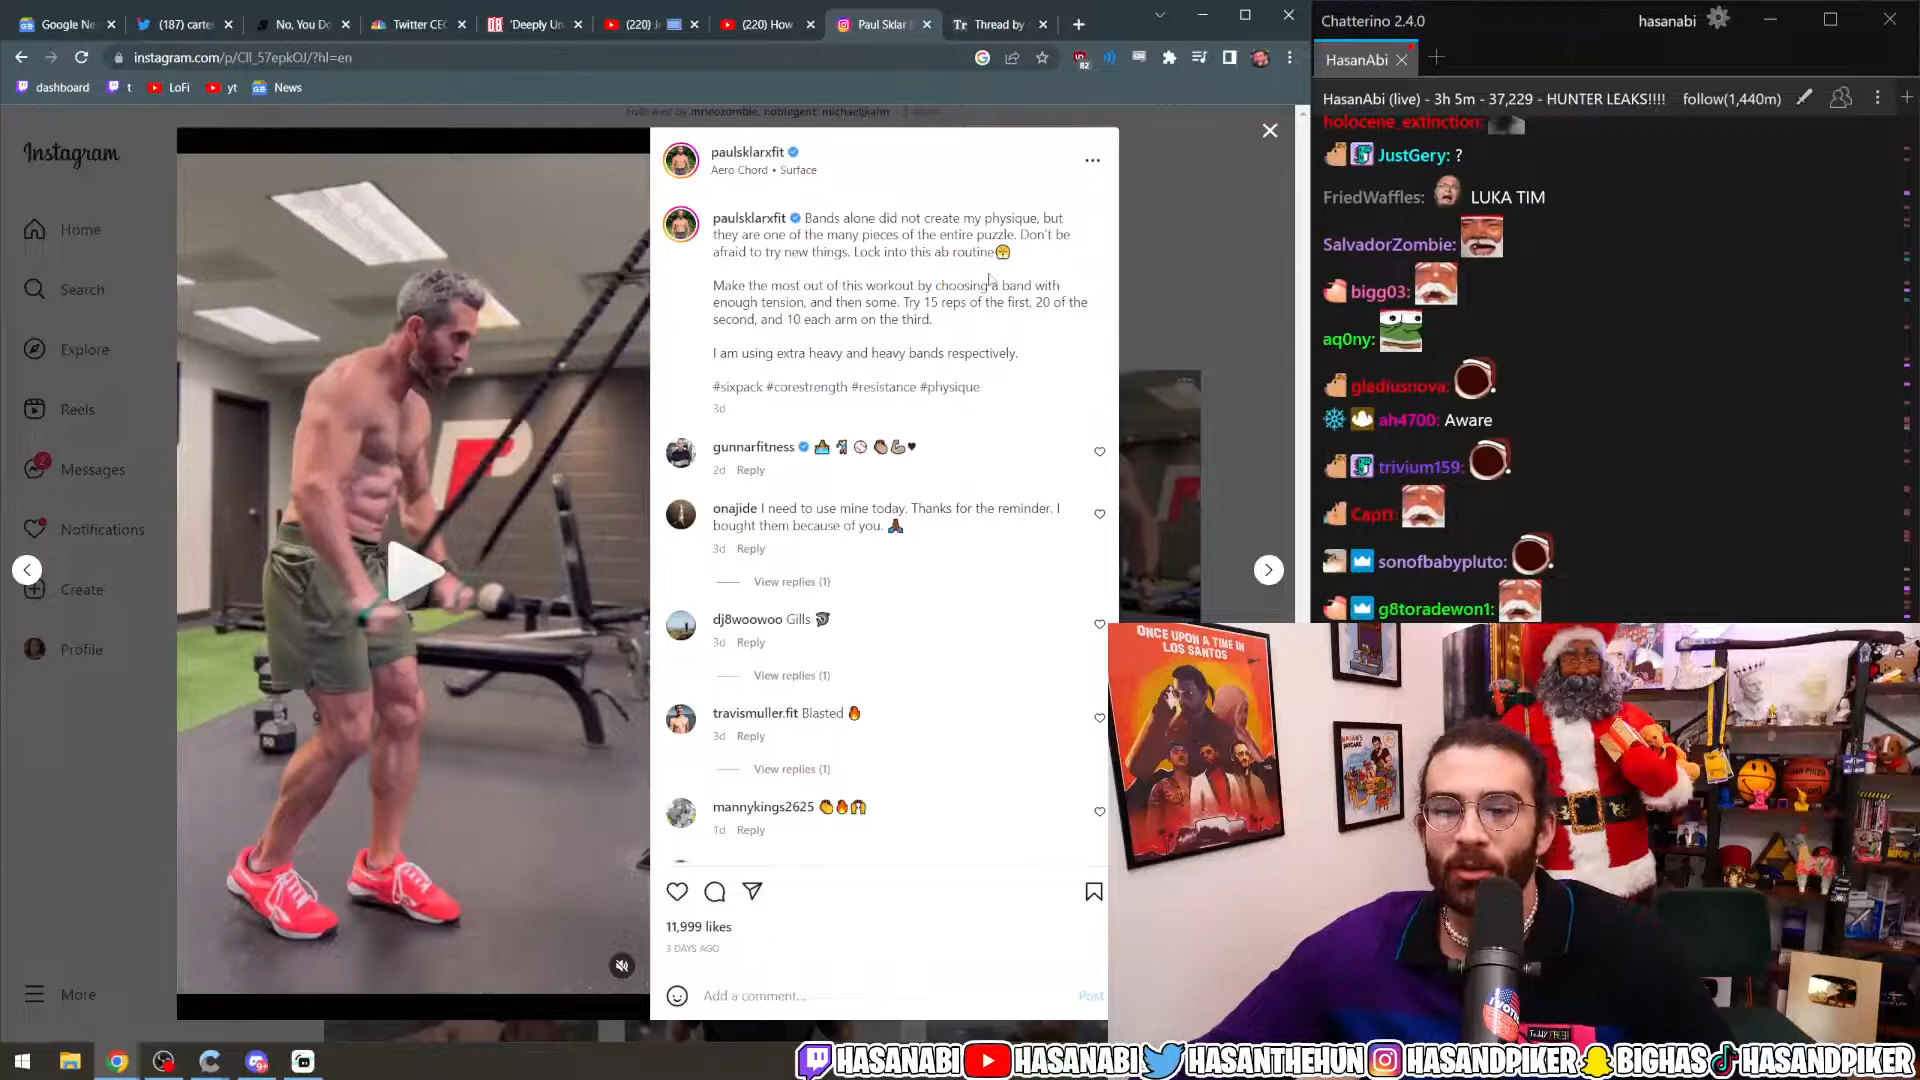 Google Ne
(187) carte
No, You Do
Twitter CE
'Deeply Un
(220) J
(220) How
Paul Sklar (
Thread by
instagram.com/p/Cll_57epkOJ/?hl=en
82
dashboard
t
LoFi
yt
News
Followed by mrleozombie, noblegent, michaeljkahn
Instagram
Home
Search
Explore
Reels
2
Messages
Notifications
Create
Profile
More
paulsklarxfit
Aero Chord • Surface
paulsklarxfit Bands alone did not create my physique, but
they are one of the many pieces of the entire puzzle. Don't be
afraid to try new things. Lock into this ab routine😤
Make the most out of this workout by choosing a band with
enough tension, and then some. Try 15 reps of the first, 20 of the
second, and 10 each arm on the third.
I am using extra heavy and heavy bands respectively.
#sixpack #corestrength #resistance #physique
3d
gunnarfitness
2d Reply
onajide I need to use mine today. Thanks for the reminder. I
bought them because of you. 🙏🏾
3d Reply
View replies (1)
dj8woowoo Gills
3d Reply
View replies (1)
travismuller.fit Blasted 🔥
3d Reply
View replies (1)
mannykings2625 👏🔥🙌
1d Reply
11,999 likes
3 DAYS AGO
Add a comment...
Post
Chatterino 2.4.0
hasanabi
HasanAbi
HasanAbi (live) - 3h 5m - 37,229 - HUNTER LEAKS!!!! follow(1,440m)
holocene_extinction:
JustGery: ?
FriedWaffles: LUKA TIM
SalvadorZombie:
bigg03:
aq0ny:
gladiusnova:
ah4700: Aware
trivium159:
Capt1:
sonofbabypluto:
g8toradewon1:
ONCE UPON A TIME IN
LOS SANTOS
HASAN PIKER
I VOTED
HASANABI HASANABI HASANTHEHUN HASANDPIKER BIGHAS HASANDPIKER